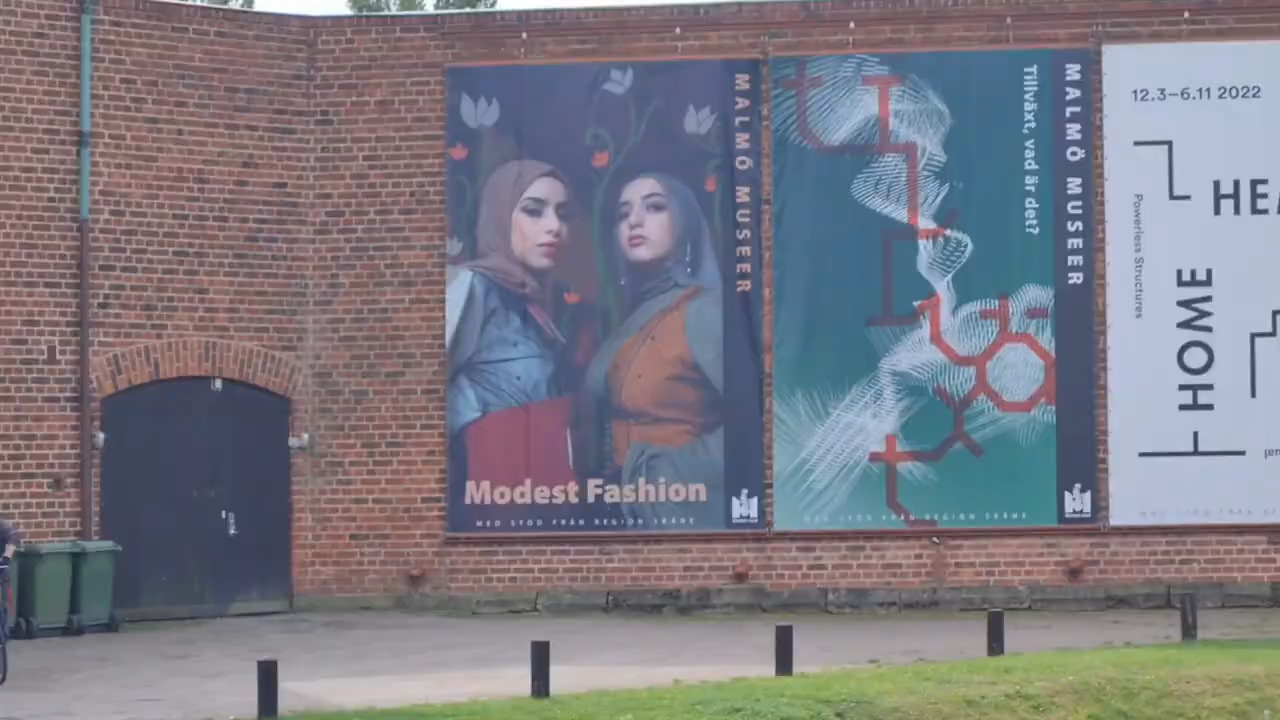 MALMÖ MUSEER
Modest Fashion
MED STÖD FRÅN REGION SKÅNE
Tillväxt, vad är det?
MALMÖ MUSEER
tillväxt
MED STÖD FRÅN REGION SKÅNE
12.3–6.11 2022
Powerless Structures
HOME